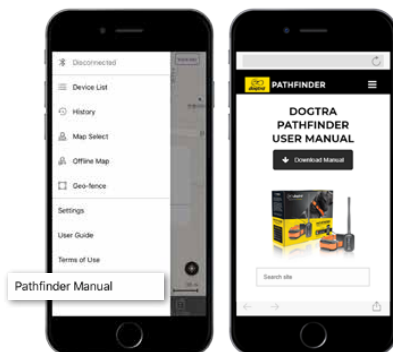 Disconnected
Device List
History
Map Select
Offline Map
Geo-fence
Settings
User Guide
Terms of Use
Pathfinder Manual
dogtra PATHFINDER
DOGTRA
PATHFINDER
USER MANUAL
Download Manual
Search site